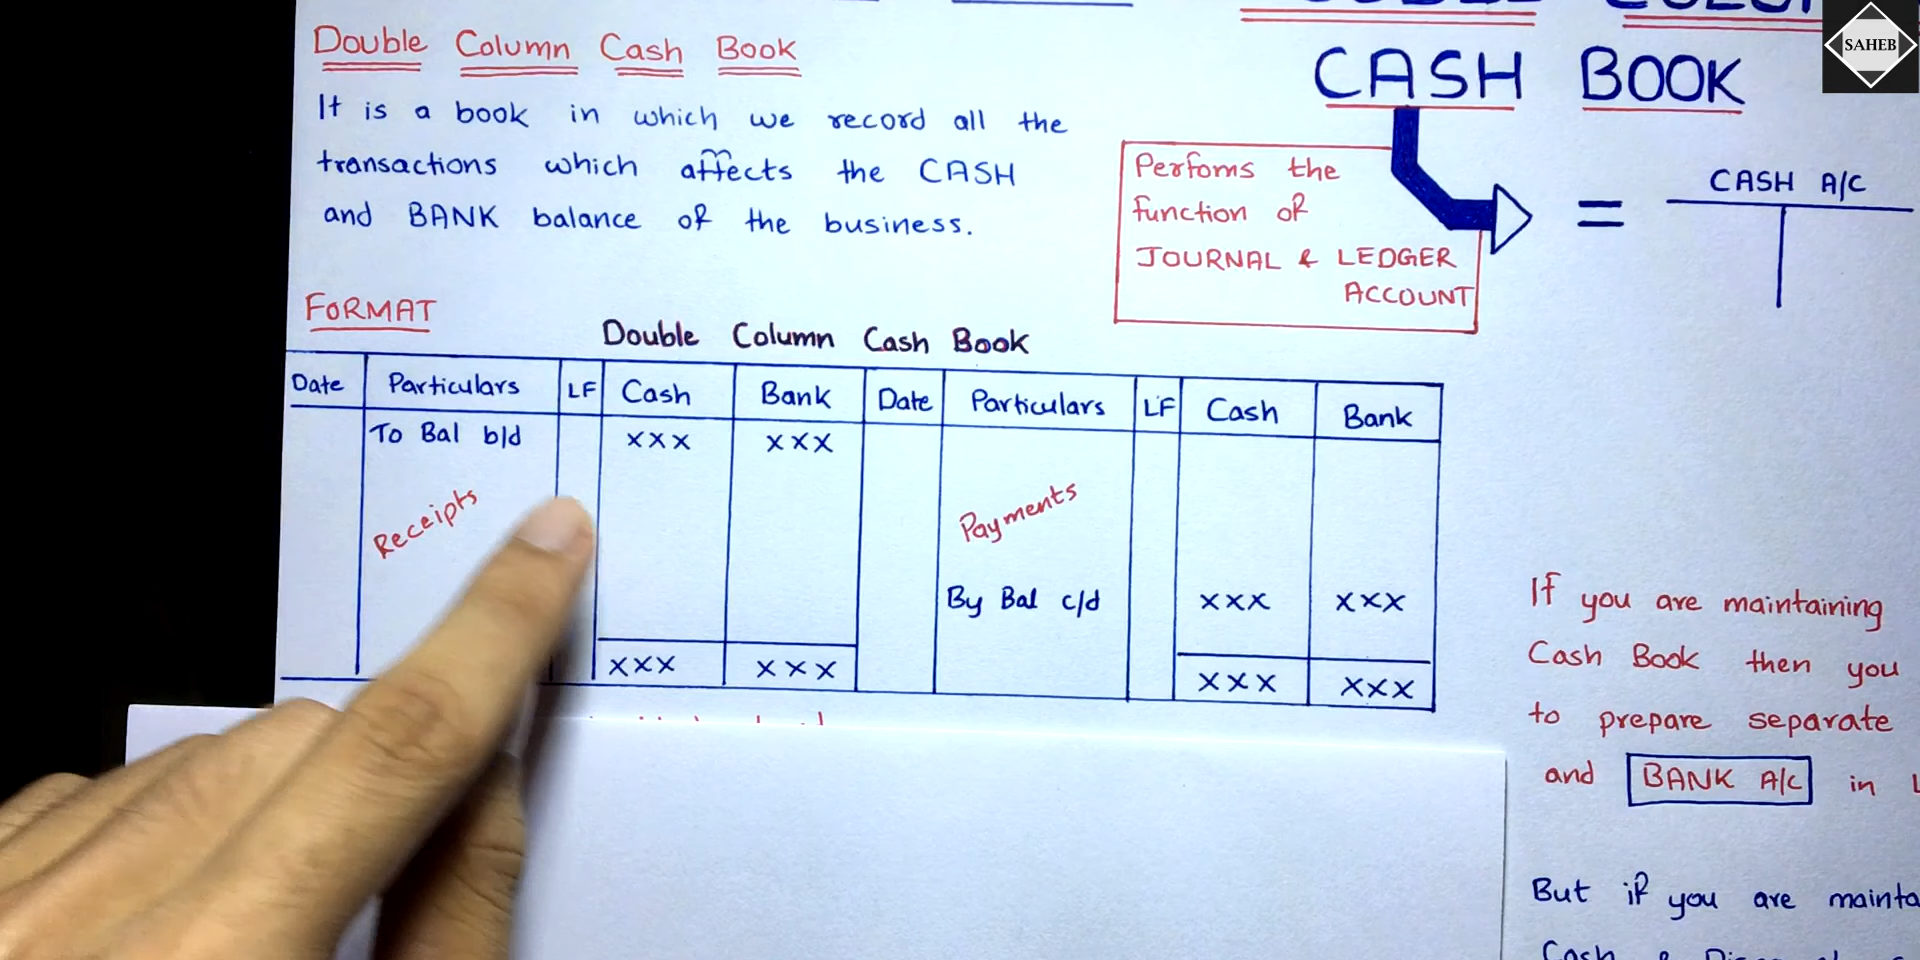 Double Column Cash Book
It is a book in which we record all the
transactions which affects the CASH
and BANK balance of the business.
FORMAT
Double Column Cash Book
Date Particulars LF Cash Bank Date Particulars LF Cash Bank
To Bal b/d xxx xxx
Receipts Payments
By Bal c/d xxx xxx
xxx xxx xxx xxx
CASH BOOK
SAHEB
Perfoms the
function of
JOURNAL & LEDGER
ACCOUNT
=
CASH A/C
If you are maintaining
Cash Book then you
to prepare separate
and BANK A/C in
But if you are